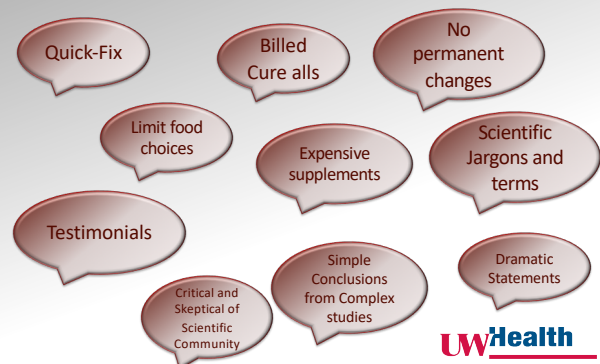 Quick-Fix
Billed
Cure alls
No
permanent
changes
Limit food
choices
Expensive
supplements
Scientific
Jargons and
terms
Testimonials
Critical and
Skeptical of
Scientific
Community
Simple
Conclusions
from Complex
studies
Dramatic
Statements
UWHealth